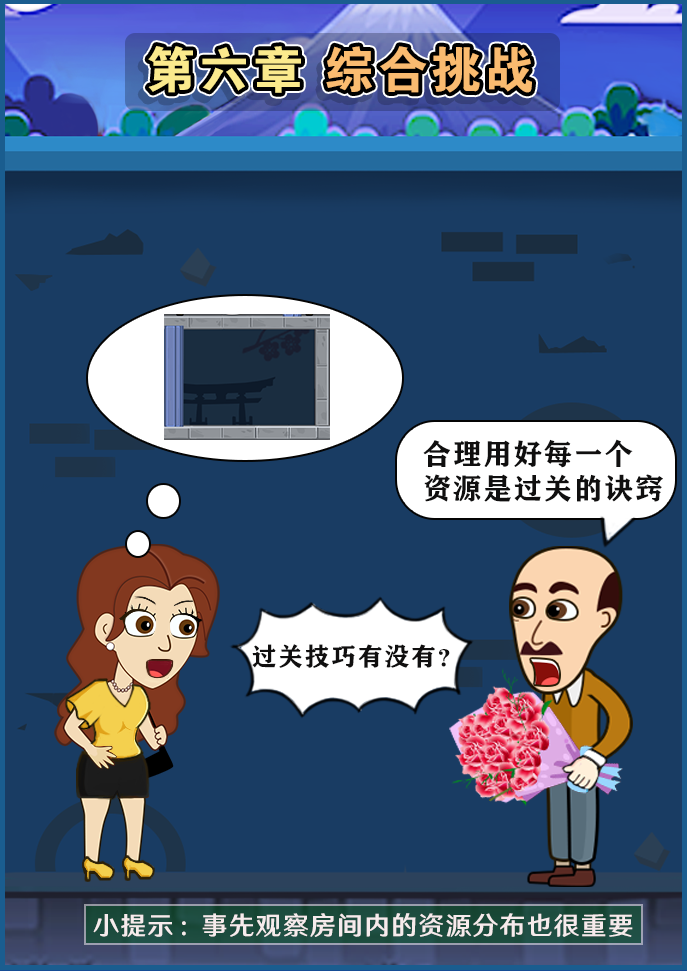 第六章 综合挑战
合理用好每一个
资源是过关的诀窍
过关技巧有没有?
小提示：事先观察房间内的资源分布也很重要